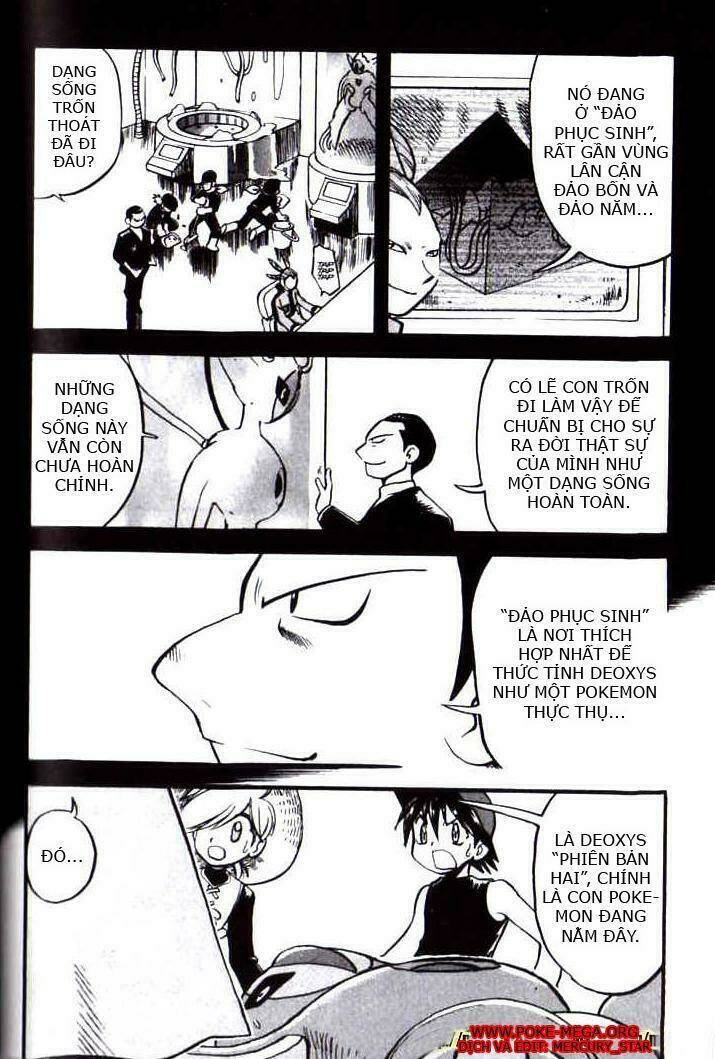 DẠNG
SỐNG
TRỐN
THOÁT
ĐÃ ĐI
ĐÂU?
NÓ ĐANG
Ở “ĐẢO
PHỤC SINH”,
RẤT GẦN VÙNG
LÂN CẬN
ĐẢO BỐN VÀ
ĐẢO NĂM...
TAP
TAP
TAP
NHỮNG
DẠNG
SỐNG NÀY
VẪN CÒN
CHƯA HOÀN
CHỈNH.
CÓ LẼ CON TRỐN
ĐI LÀM VẬY ĐỂ
CHUẨN BỊ CHO SỰ
RA ĐỜI THẬT SỰ
CỦA MÌNH NHƯ
MỘT DẠNG SỐNG
HOÀN TOÀN.
“ĐẢO PHỤC SINH”
LÀ NƠI THÍCH
HỢP NHẤT ĐỂ
THỨC TỈNH DEOXYS
NHƯ MỘT POKEMON
THỰC THỤ...
ĐÓ...
LÀ DEOXYS
“PHIÊN BẢN
HAI”, CHÍNH
LÀ CON POKE-
MON ĐANG
NẰM ĐÂY.
WWW.POKE-MEGA.ORG
DỊCH VÀ EDIT: MERCURY_STAR